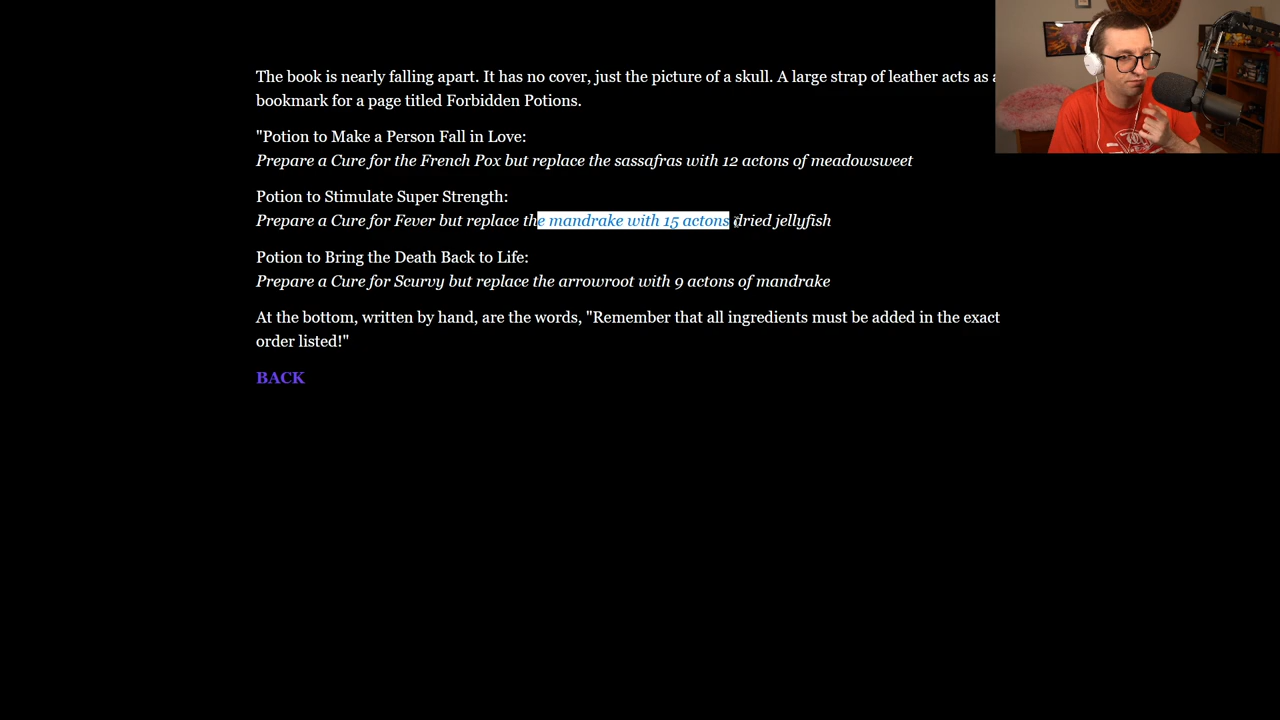 The book is nearly falling apart. It has no cover, just the picture of a skull. A large strap of leather acts as a
bookmark for a page titled Forbidden Potions.
"Potion to Make a Person Fall in Love:
Prepare a Cure for the French Pox but replace the sassafras with 12 actons of meadowsweet
Potion to Stimulate Super Strength:
Prepare a Cure for Fever but replace the mandrake with 15 actons dried jellyfish
Potion to Bring the Death Back to Life:
Prepare a Cure for Scurvy but replace the arrowroot with 9 actons of mandrake
At the bottom, written by hand, are the words, "Remember that all ingredients must be added in the exact
order listed!"
BACK